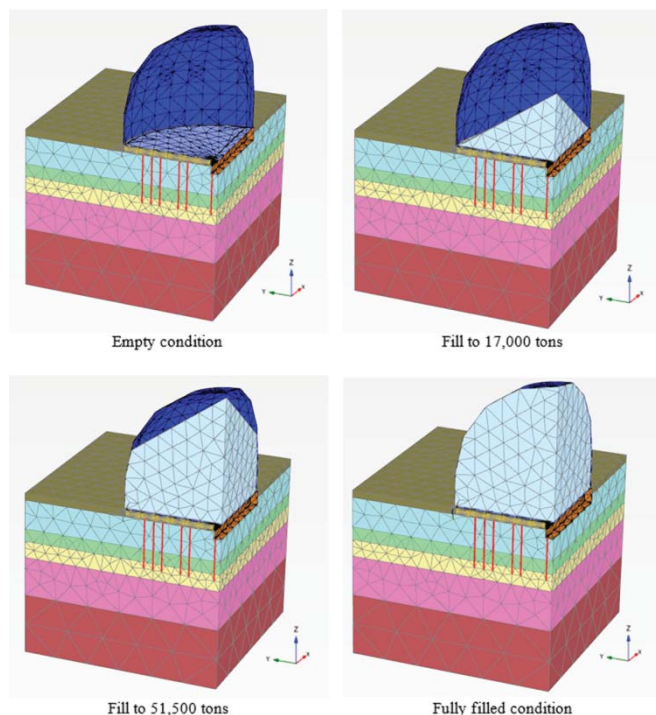 Z
Y X
Empty condition
Z
Y X
Fill to 17,000 tons
Z
Y X
Fill to 51,500 tons
Z
Y X
Fully filled condition